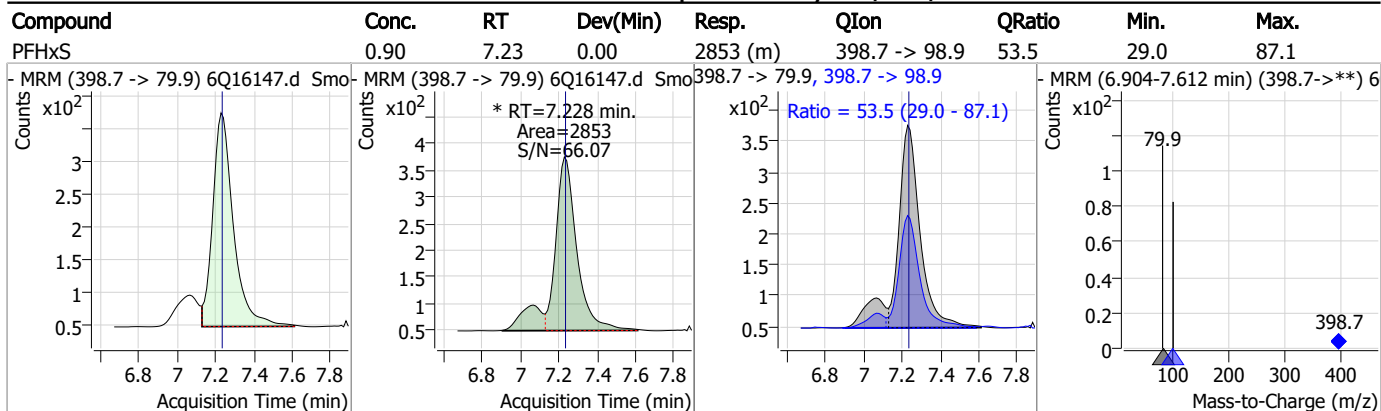 Compound Conc. RT Dev(Min) Resp. QIon QRatio Min. Max.
PFHxS 0.90 7.23 0.00 2853 (m) 398.7 -> 98.9 53.5 29.0 87.1
- MRM (398.7 -> 79.9) 6Q16147.d Smo
Counts
x10²
3
2.5
2
1.5
1
0.5
6.8 7 7.2 7.4 7.6 7.8
Acquisition Time (min)
- MRM (398.7 -> 79.9) 6Q16147.d Smo
Counts
x10²
* RT=7.228 min.
Area=2853
S/N=66.07
4
3.5
3
2.5
2
1.5
1
0.5
6.8 7 7.2 7.4 7.6 7.8
Acquisition Time (min)
398.7 -> 79.9, 398.7 -> 98.9
x10²
Ratio = 53.5 (29.0 - 87.1)
3.5
3
2.5
2
1.5
1
0.5
6.8 7 7.2 7.4 7.6 7.8
Acquisition Time (min)
- MRM (6.904-7.612 min) (398.7->**) 6
Counts
x10²
79.9
1
0.8
0.6
0.4
0.2
0
398.7
100 200 300 400
Mass-to-Charge (m/z)